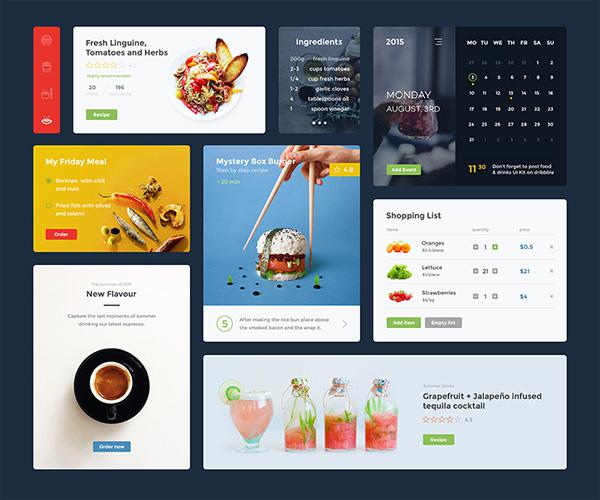 Fresh Linguine,
Tomatoes and Herbs
4.1
Highly recommended
20
mins
196
nutritions
Recipe
Ingredients
200g fresh linguine
2-3 cups tomatoes
1/4 cup fresh herbs
1-2 garlic cloves
4 tablespoons oil
1 spoon vinegar
2015
MONDAY
AUGUST, 3RD
Add Event
MO TU WE TH FR SA SU
1 2
3 4 5 6 7 8 9
10 11 12 13 14 15 16
17 18 19 20 21 22 23
24 25 26 27 28 29 30
31
11 30
Don't forget to post food
& drinks UI Kit on dribbble
My Friday Meal
Shrimps with chili
and nuts
Fried fish with olives
and salami
Order
Mystery Box Burger
Step by step recipe
+ 20 min
4.8
5
After making the rice bun place above
the smoked bacon and the wrap it.
Shopping List
Items quantity price
Oranges
$0.5/piece
1
$0.5
×
Lettuce
$1/piece
21
$21
×
Strawberries
$4/kg
1
$4
×
Add item
Empty list
The summer of 2015
New Flavour
Capture the last moments of summer
drinking our latest espresso.
Order now
Summer Drinks
Grapefruit + Jalapeño infused
tequila cocktail
4.3
Recipe